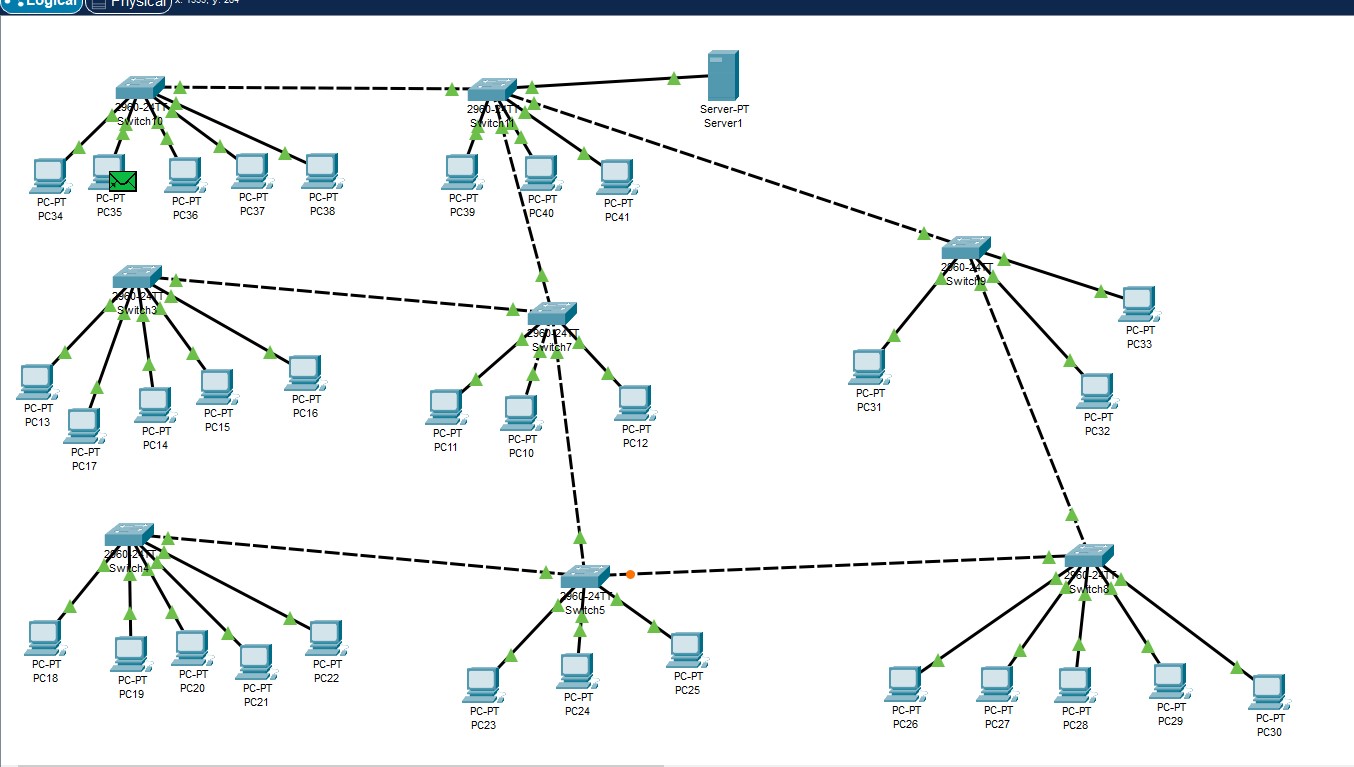 Logical
Physical
x: 1555, y: 204
Server-PT
Server1
2960-24TT
Switch10
2960-24TT
Switch11
PC-PT
PC34
PC-PT
PC35
PC-PT
PC36
PC-PT
PC37
PC-PT
PC38
PC-PT
PC39
PC-PT
PC40
PC-PT
PC41
2960-24TT
Switch9
2960-24TT
Switch3
2960-24TT
Switch7
PC-PT
PC33
PC-PT
PC13
PC-PT
PC17
PC-PT
PC14
PC-PT
PC15
PC-PT
PC16
PC-PT
PC11
PC-PT
PC10
PC-PT
PC12
PC-PT
PC31
PC-PT
PC32
2960-24TT
Switch4
2960-24TT
Switch5
2960-24TT
Switch8
PC-PT
PC18
PC-PT
PC19
PC-PT
PC20
PC-PT
PC21
PC-PT
PC22
PC-PT
PC23
PC-PT
PC24
PC-PT
PC25
PC-PT
PC26
PC-PT
PC27
PC-PT
PC28
PC-PT
PC29
PC-PT
PC30